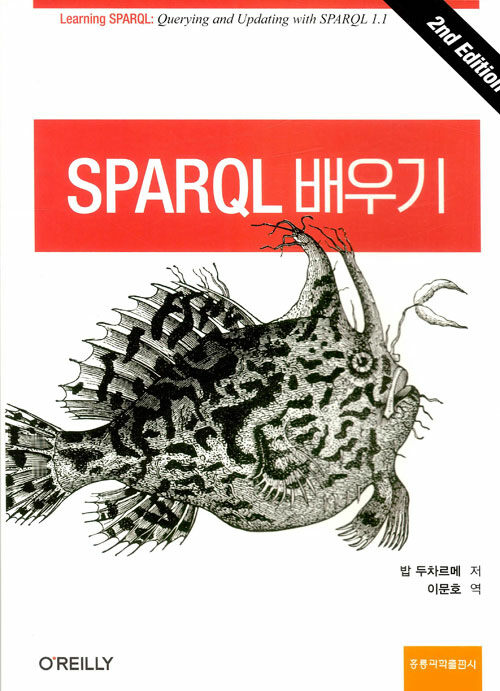 Learning SPARQL: Querying and Updating with SPARQL 1.1
2nd Edition
SPARQL 배우기
밥 두차르메 저
이문호 역
O'REILLY
홍릉과학출판사